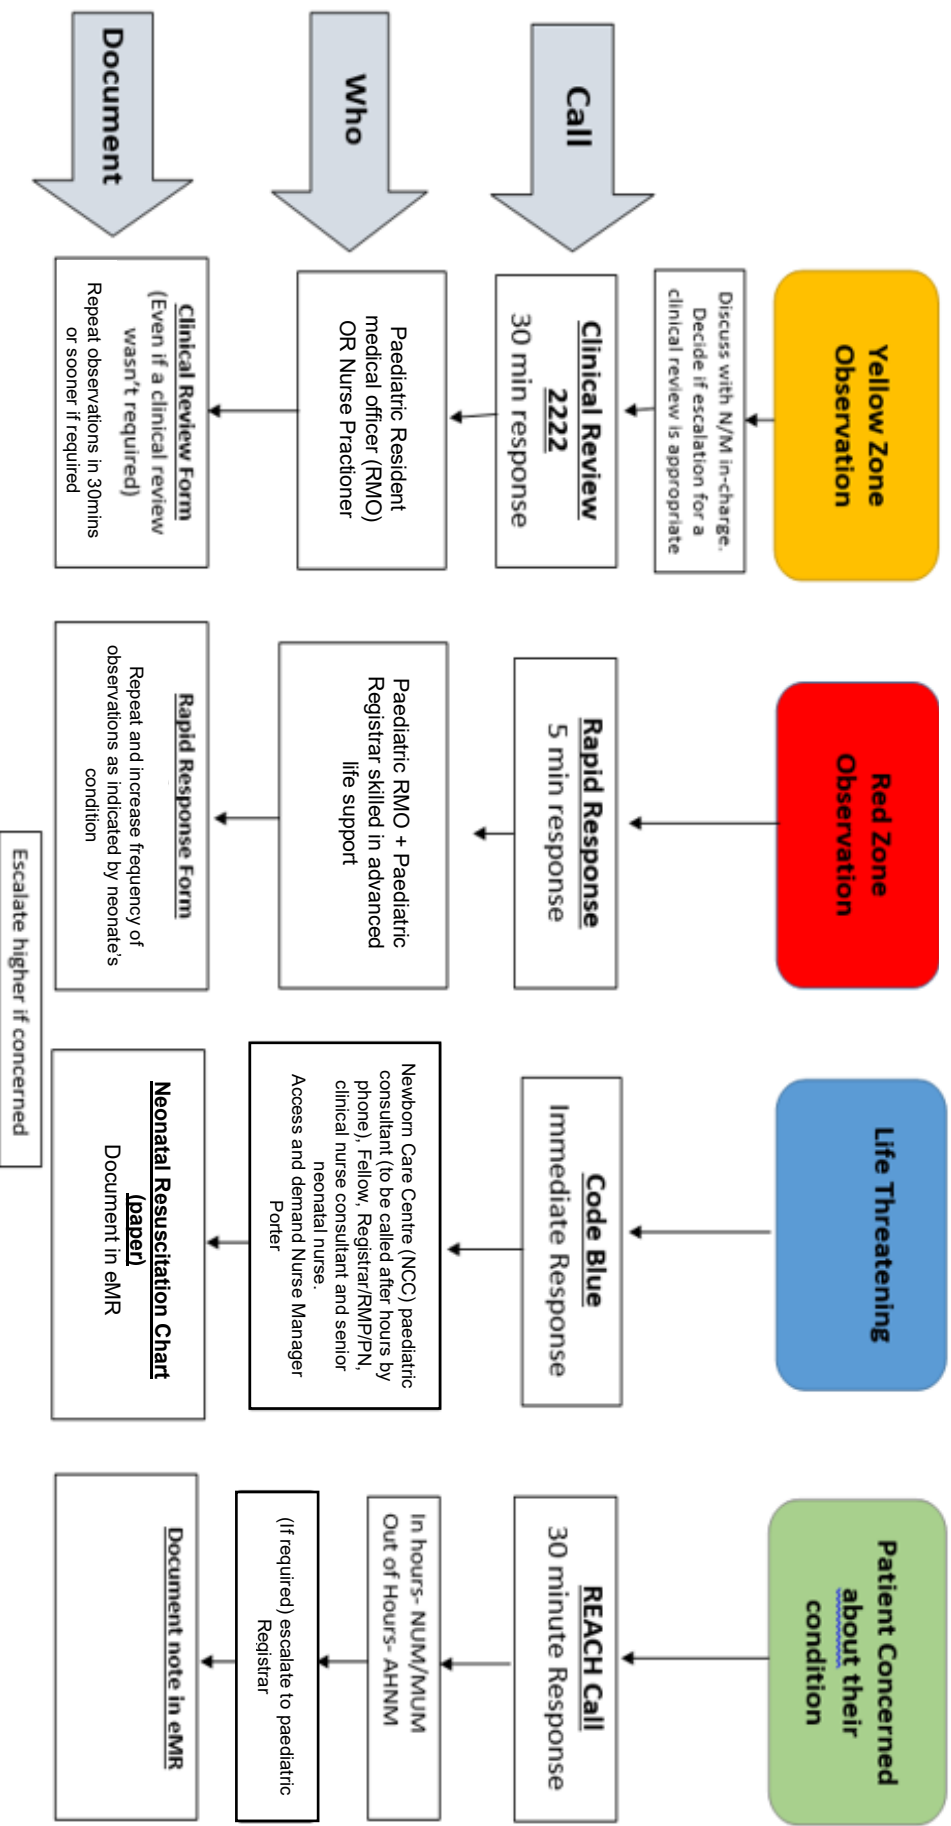 Yellow Zone
Observation
Red Zone
Observation
Life Threatening
Patient Concerned
about their
condition
Discuss with N/M in-charge.
Decide if escalation for a
clinical review is appropriate
Call
Clinical Review
2222
30 min response
Rapid Response
5 min response
Code Blue
Immediate Response
REACH Call
30 minute Response
Who
Paediatric Resident
medical officer (RMO)
OR Nurse Practioner
Paediatric RMO + Paediatric
Registrar skilled in advanced
life support
Newborn Care Centre (NCC) paediatric
consultant (to be called after hours by
phone), Fellow, Registrar/RMP/PN,
clinical nurse consultant and senior
neonatal nurse.
Access and demand Nurse Manager
Porter
In hours- NUM/MUM
Out of Hours- AHNM
(If required) escalate to paediatric
Registrar
Document
Clinical Review Form
(Even if a clinical review
wasn't required)
Repeat observations in 30mins
or sooner if required
Rapid Response Form
Repeat and increase frequency of
observations as indicated by neonate's
condition
Neonatal Resuscitation Chart
(paper)
Document in eMR
Document note in eMR
Escalate higher if concerned